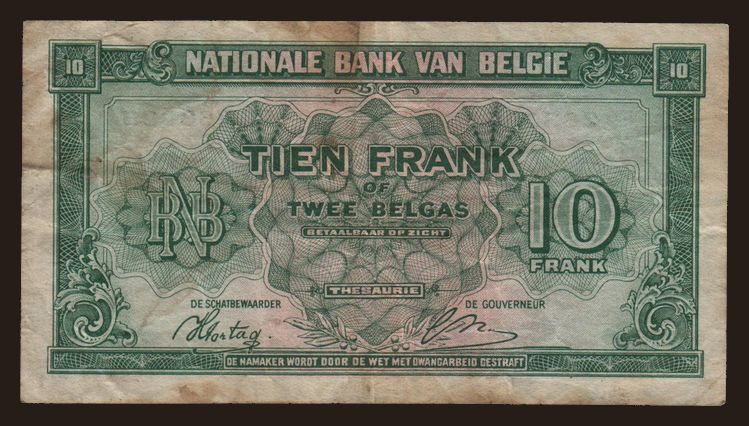 10 NATIONALE BANK VAN BELGIE 10
TIEN FRANK
OF
TWEE BELGAS
BETAALBAAR OP ZICHT
BNB
10
FRANK
THESAURIE
DE SCHATBEWAARDER DE GOUVERNEUR
DE NAMAKER WORDT DOOR DE WET MET DWANGARBEID GESTRAFT